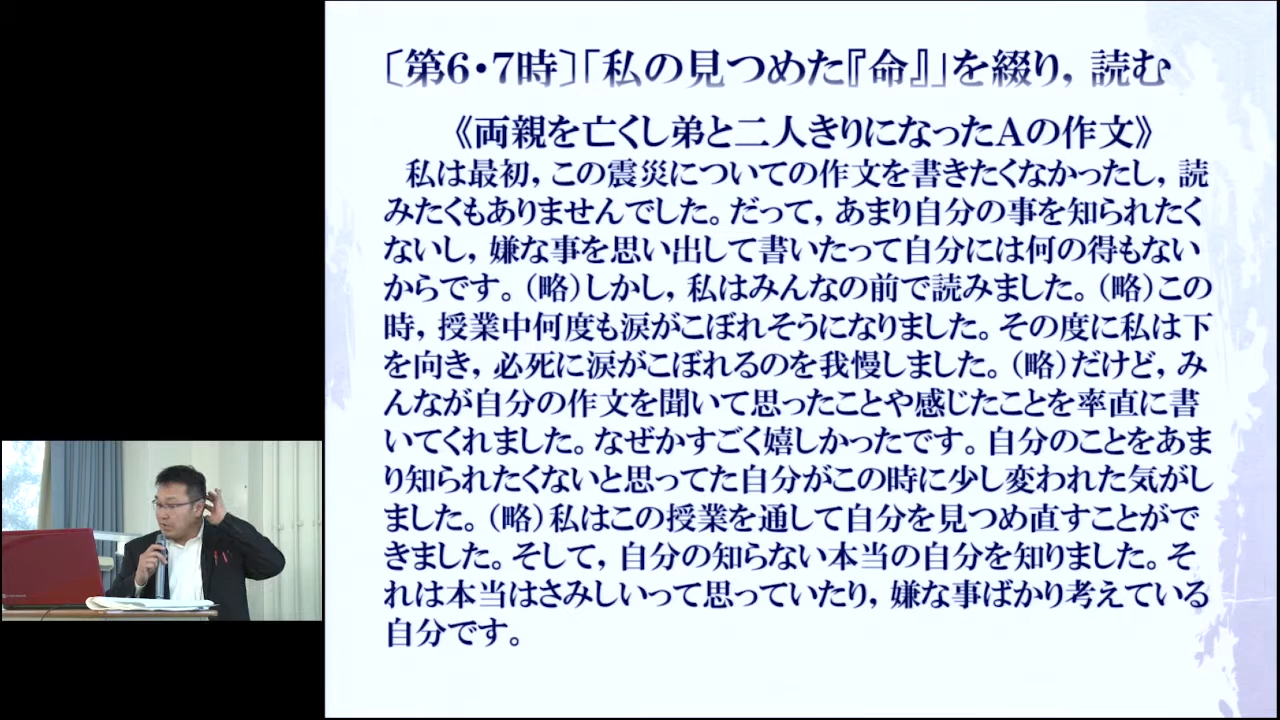 〔第6・7時〕「私の見つめた『命』」を綴り，読む
《両親を亡くし弟と二人きりになったAの作文》
私は最初，この震災についての作文を書きたくなかったし，読
みたくもありませんでした。だって，あまり自分の事を知られたく
ないし，嫌な事を思い出して書いたって自分には何の得もない
からです。（略）しかし，私はみんなの前で読みました。（略）この
時，授業中何度も涙がこぼれそうになりました。その度に私は下
を向き，必死に涙がこぼれるのを我慢しました。（略）だけど，み
んなが自分の作文を聞いて思ったことや感じたことを率直に書
いてくれました。なぜかすごく嬉しかったです。自分のことをあま
り知られたくないと思ってた自分がこの時に少し変われた気がし
ました。（略）私はこの授業を通して自分を見つめ直すことがで
きました。そして，自分の知らない本当の自分を知りました。そ
れは本当はさみしいって思っていたり，嫌な事ばかり考えている
自分です。